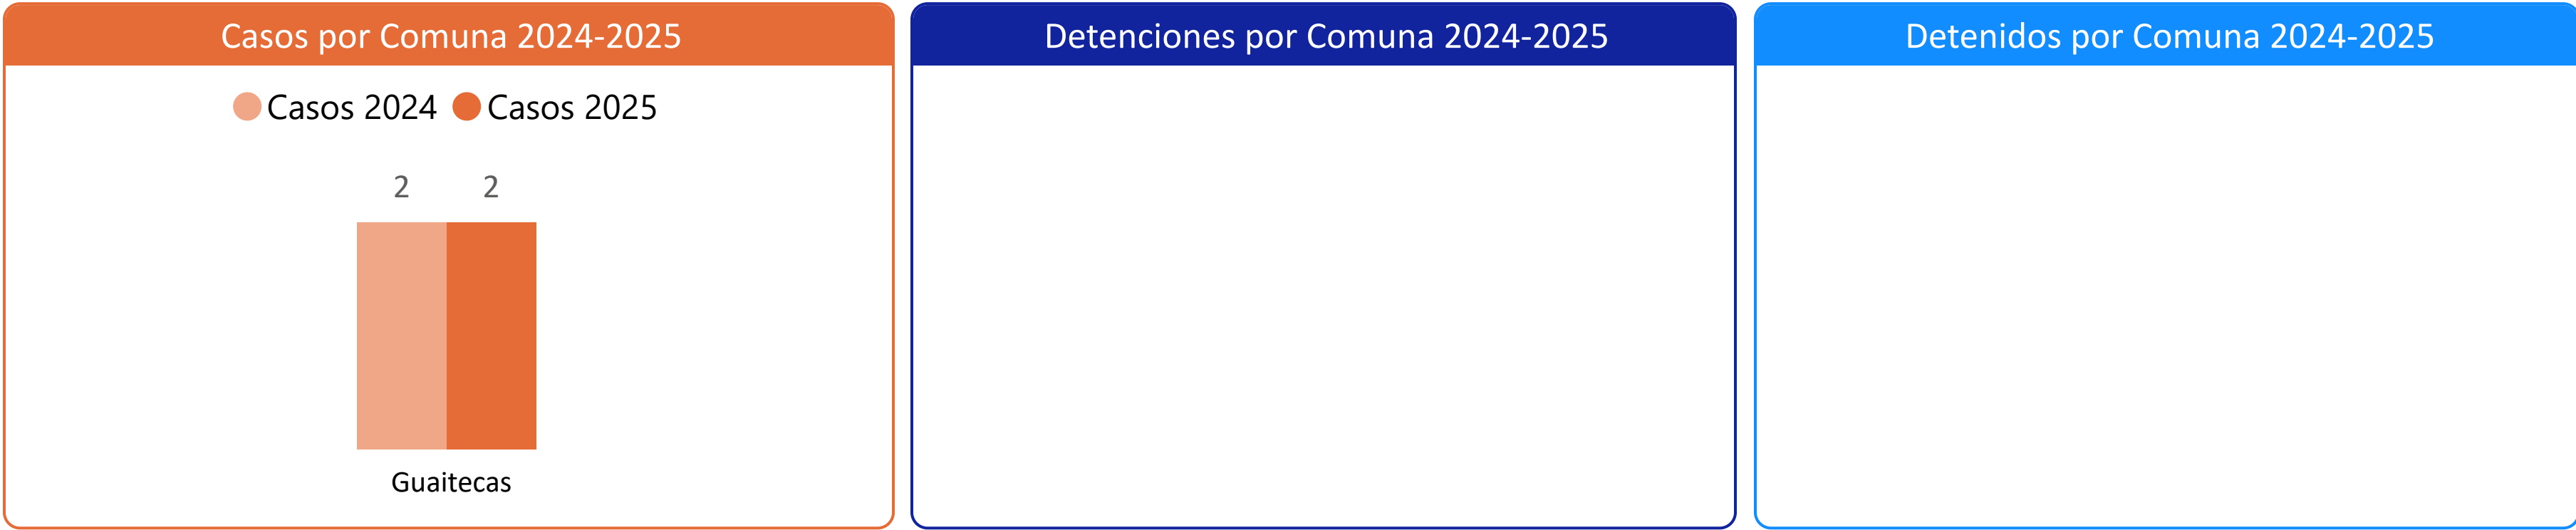 Casos por Comuna 2024-2025
Casos 2024 Casos 2025
2 2
Guaitecas
Detenciones por Comuna 2024-2025
Detenidos por Comuna 2024-2025